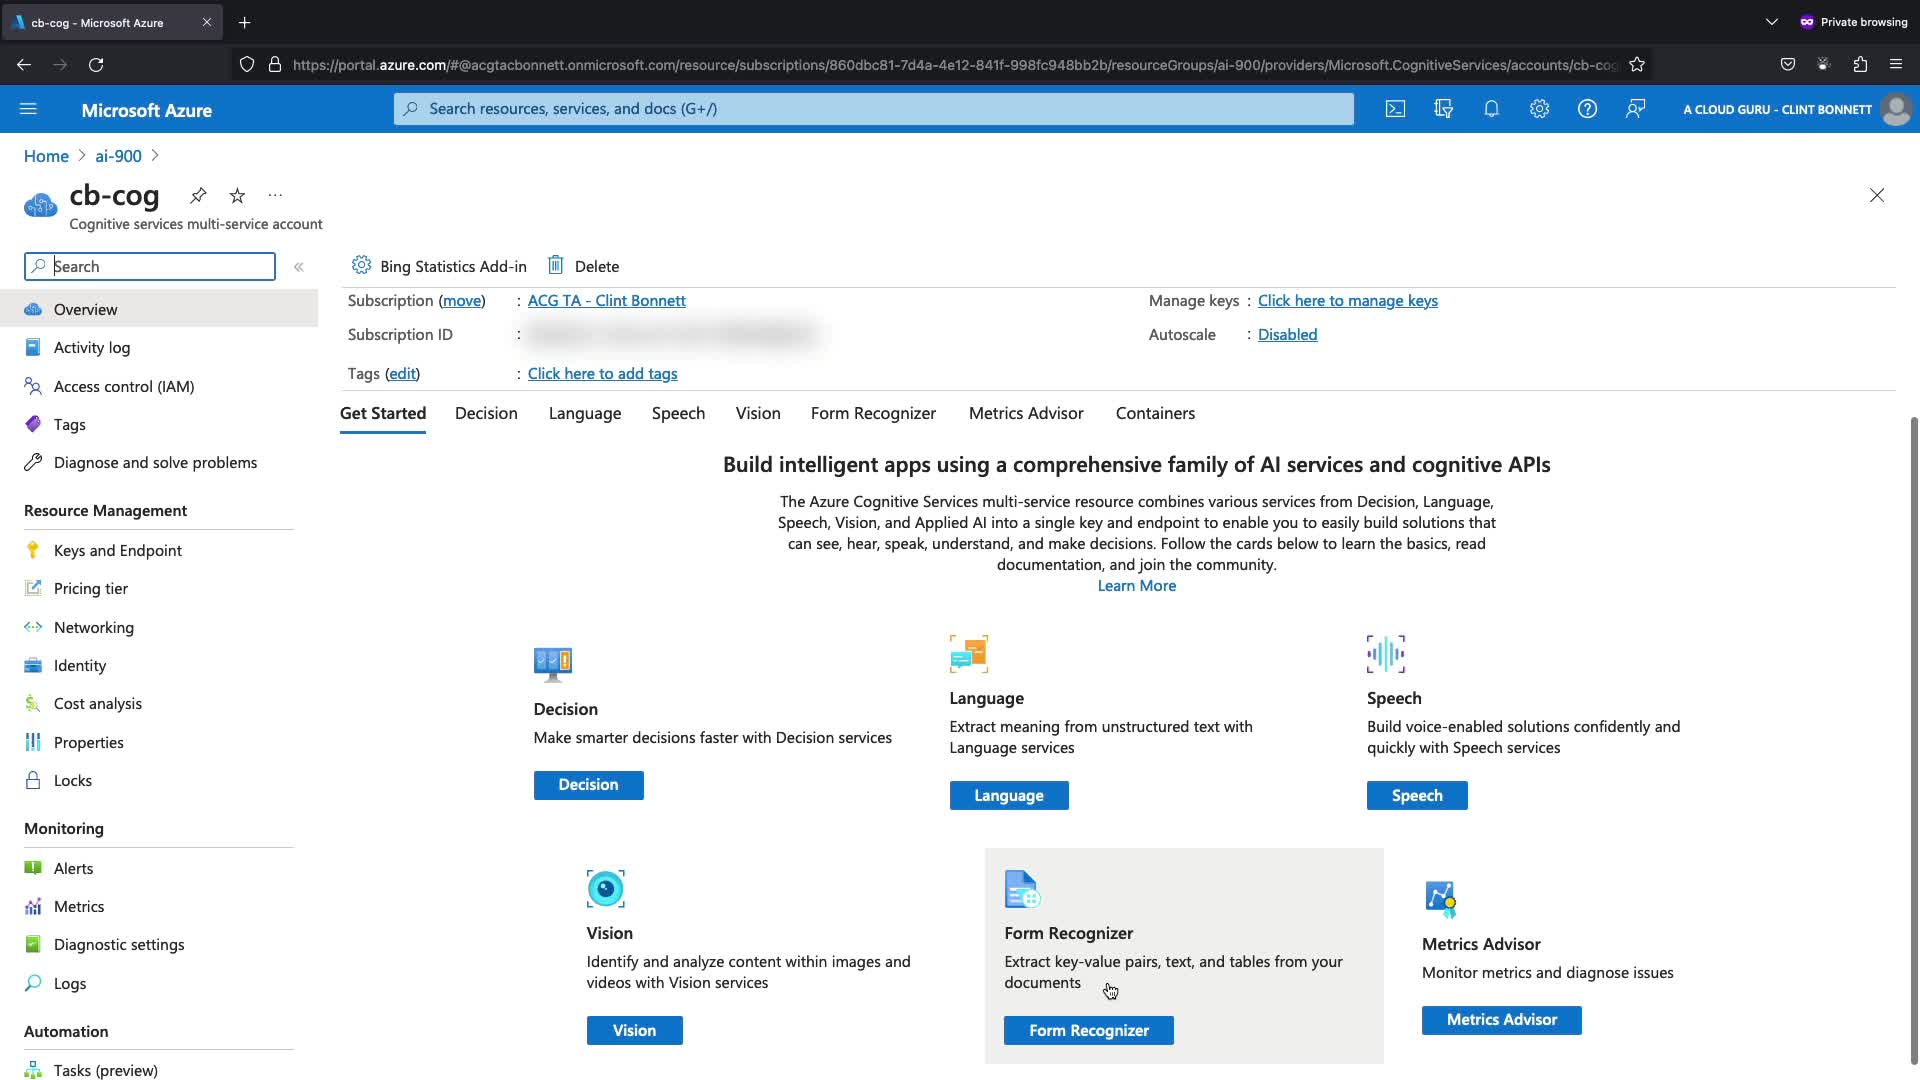 cb-cog - Microsoft Azure
Private browsing
https://portal.azure.com/#@acgtacbonnett.onmicrosoft.com/resource/subscriptions/860dbc81-7d4a-4e12-841f-998fc948bb2b/resourceGroups/ai-900/providers/Microsoft.CognitiveServices/accounts/cb-cog
Microsoft Azure
Search resources, services, and docs (G+/)
A CLOUD GURU - CLINT BONNETT
Home > ai-900 >
cb-cog
Cognitive services multi-service account
Search
Overview
Activity log
Access control (IAM)
Tags
Diagnose and solve problems
Resource Management
Keys and Endpoint
Pricing tier
Networking
Identity
Cost analysis
Properties
Locks
Monitoring
Alerts
Metrics
Diagnostic settings
Logs
Automation
Tasks (preview)
Bing Statistics Add-in Delete
Subscription (move) : ACG TA - Clint Bonnett
Subscription ID :
Tags (edit) : Click here to add tags
Manage keys : Click here to manage keys
Autoscale : Disabled
Get Started Decision Language Speech Vision Form Recognizer Metrics Advisor Containers
Build intelligent apps using a comprehensive family of AI services and cognitive APIs
The Azure Cognitive Services multi-service resource combines various services from Decision, Language,
Speech, Vision, and Applied AI into a single key and endpoint to enable you to easily build solutions that
can see, hear, speak, understand, and make decisions. Follow the cards below to learn the basics, read
documentation, and join the community.
Learn More
Decision
Make smarter decisions faster with Decision services
Decision
Language
Extract meaning from unstructured text with
Language services
Language
Speech
Build voice-enabled solutions confidently and
quickly with Speech services
Speech
Vision
Identify and analyze content within images and
videos with Vision services
Vision
Form Recognizer
Extract key-value pairs, text, and tables from your
documents
Form Recognizer
Metrics Advisor
Monitor metrics and diagnose issues
Metrics Advisor